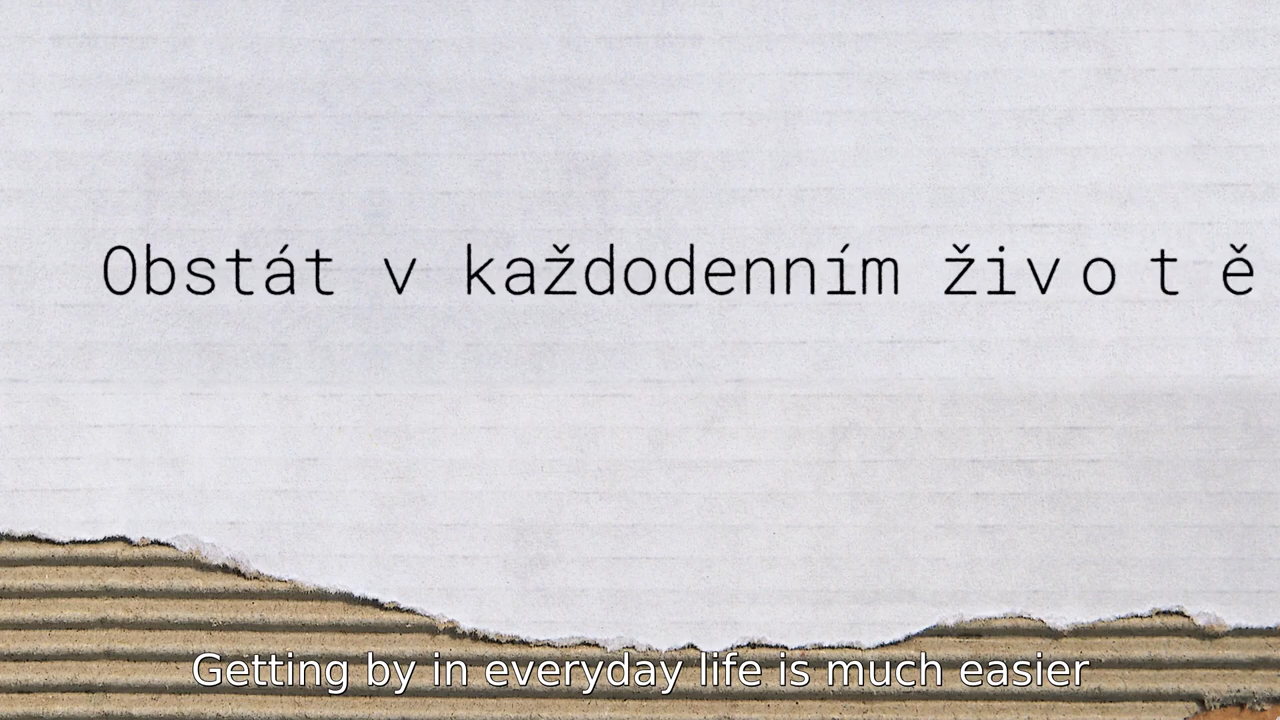 Obstát v každodenním životě
Getting by in everyday life is much easier